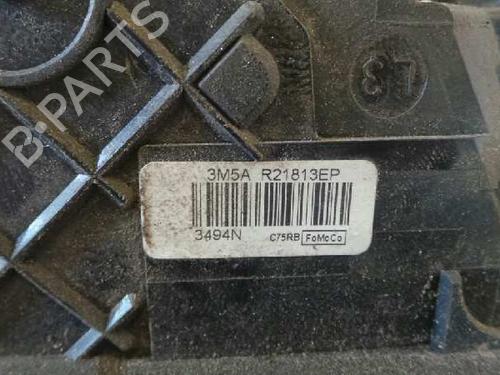 B-PARTS
L3
3M5A R21813EP
3494N C75RB FoMoCo